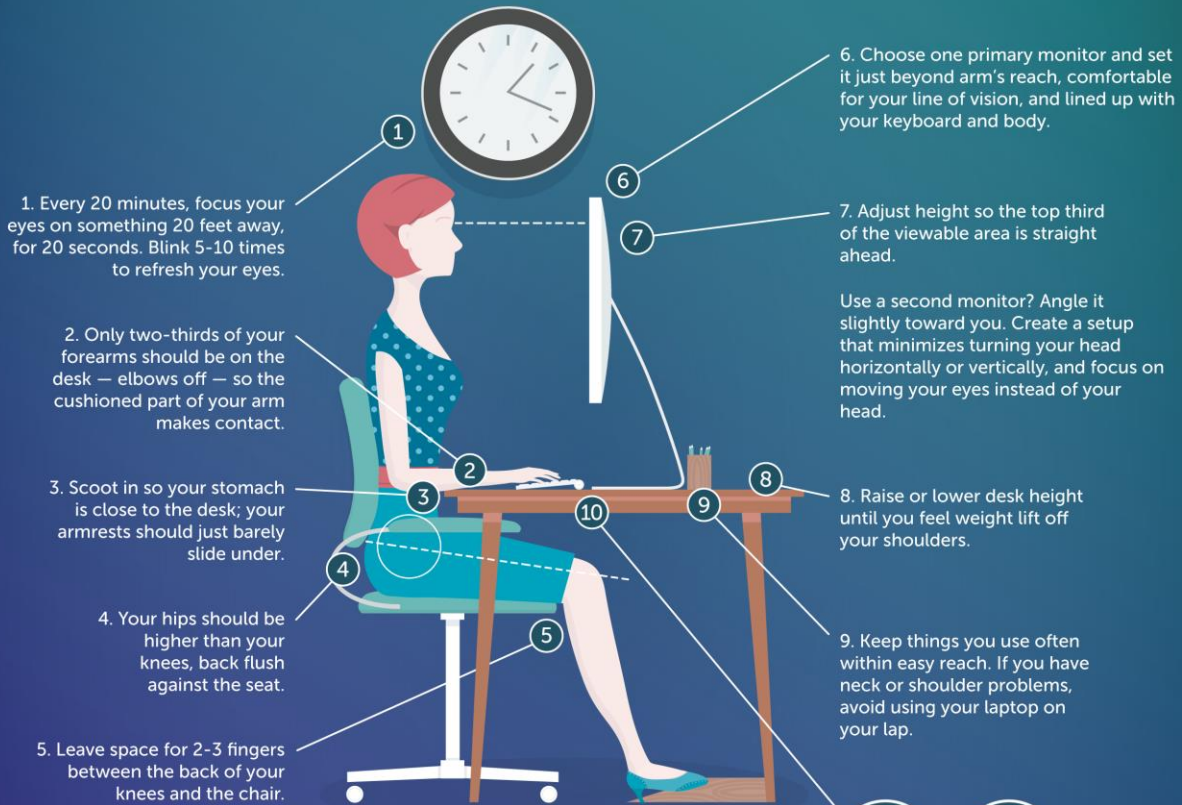 1. Every 20 minutes, focus your
eyes on something 20 feet away,
for 20 seconds. Blink 5-10 times
to refresh your eyes.
2. Only two-thirds of your
forearms should be on the
desk — elbows off — so the
cushioned part of your arm
makes contact.
3. Scoot in so your stomach
is close to the desk; your
armrests should just barely
slide under.
4. Your hips should be
higher than your
knees, back flush
against the seat.
5. Leave space for 2-3 fingers
between the back of your
knees and the chair.
1
2
3
4
5
6
7
8
9
10
6. Choose one primary monitor and set
it just beyond arm's reach, comfortable
for your line of vision, and lined up with
your keyboard and body.
7. Adjust height so the top third
of the viewable area is straight
ahead.
Use a second monitor? Angle it
slightly toward you. Create a setup
that minimizes turning your head
horizontally or vertically, and focus on
moving your eyes instead of your
head.
8. Raise or lower desk height
until you feel weight lift off
your shoulders.
9. Keep things you use often
within easy reach. If you have
neck or shoulder problems,
avoid using your laptop on
your lap.